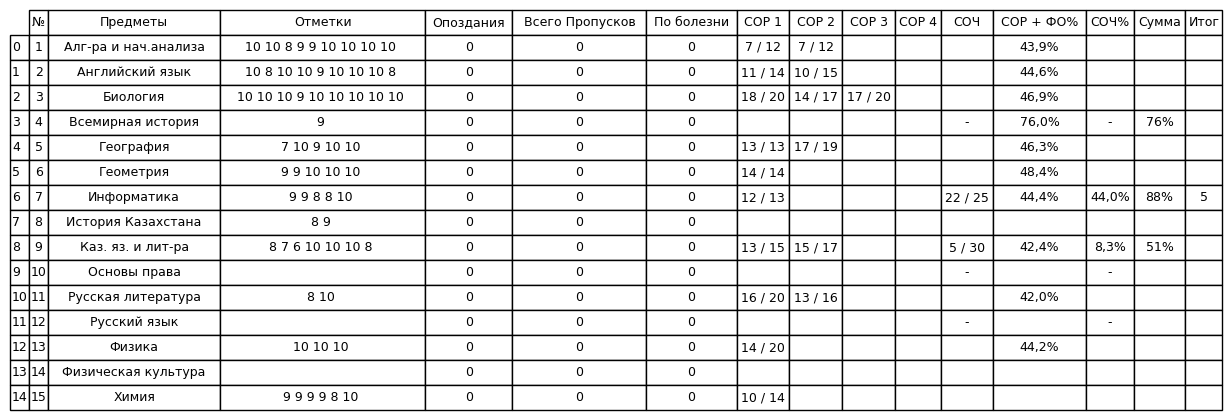 № Предметы Отметки Опоздания Всего Пропусков По болезни СОР 1 СОР 2 СОР 3 СОР 4 СОЧ СОР + ФО% СОЧ% Сумма Итог
0 1 Алг-ра и нач.анализа 10 10 8 9 9 10 10 10 10 0 0 0 7 / 12 7 / 12 43,9%
1 2 Английский язык 10 8 10 10 9 10 10 10 8 0 0 0 11 / 14 10 / 15 44,6%
2 3 Биология 10 10 10 9 10 10 10 10 10 0 0 0 18 / 20 14 / 17 17 / 20 46,9%
3 4 Всемирная история 9 0 0 0 - 76,0% - 76%
4 5 География 7 10 9 10 10 0 0 0 13 / 13 17 / 19 46,3%
5 6 Геометрия 9 9 10 10 10 0 0 0 14 / 14 48,4%
6 7 Информатика 9 9 8 8 10 0 0 0 12 / 13 22 / 25 44,4% 44,0% 88% 5
7 8 История Казахстана 8 9 0 0 0
8 9 Каз. яз. и лит-ра 8 7 6 10 10 10 8 0 0 0 13 / 15 15 / 17 5 / 30 42,4% 8,3% 51%
9 10 Основы права 0 0 0 - -
10 11 Русская литература 8 10 0 0 0 16 / 20 13 / 16 42,0%
11 12 Русский язык 0 0 0 - -
12 13 Физика 10 10 10 0 0 0 14 / 20 44,2%
13 14 Физическая культура 0 0 0
14 15 Химия 9 9 9 9 8 10 0 0 0 10 / 14